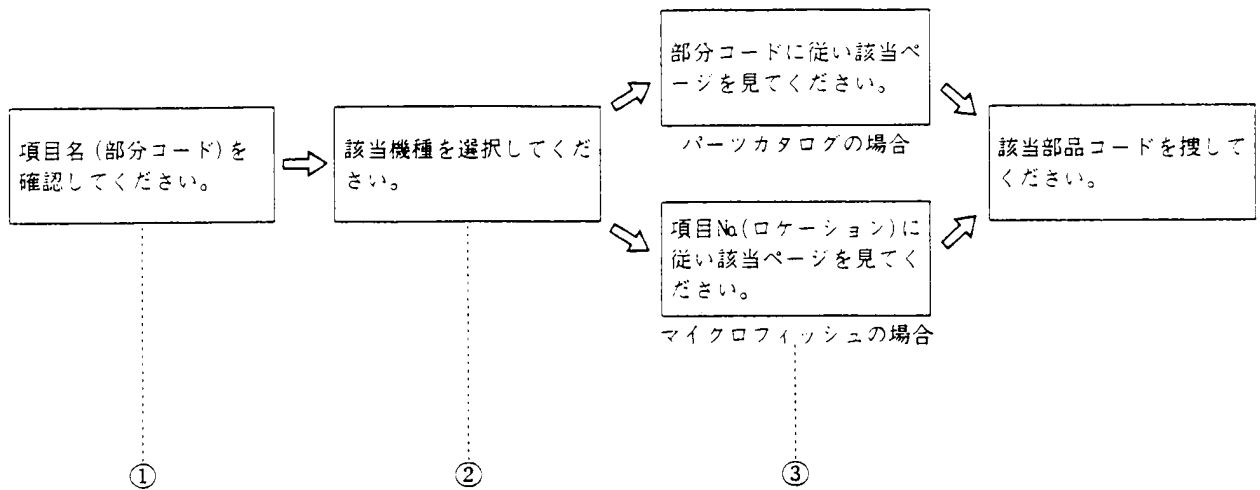 項目名(部分コード)を
確認してください。
該当機種を選択してくだ
さい。
部分コードに従い該当ペ
ージを見てください。
パーツカタログの場合
項目№(ロケーション)に
従い該当ページを見てく
ださい。
マイクロフィッシュの場合
該当部品コードを捜して
ください。
①
②
③